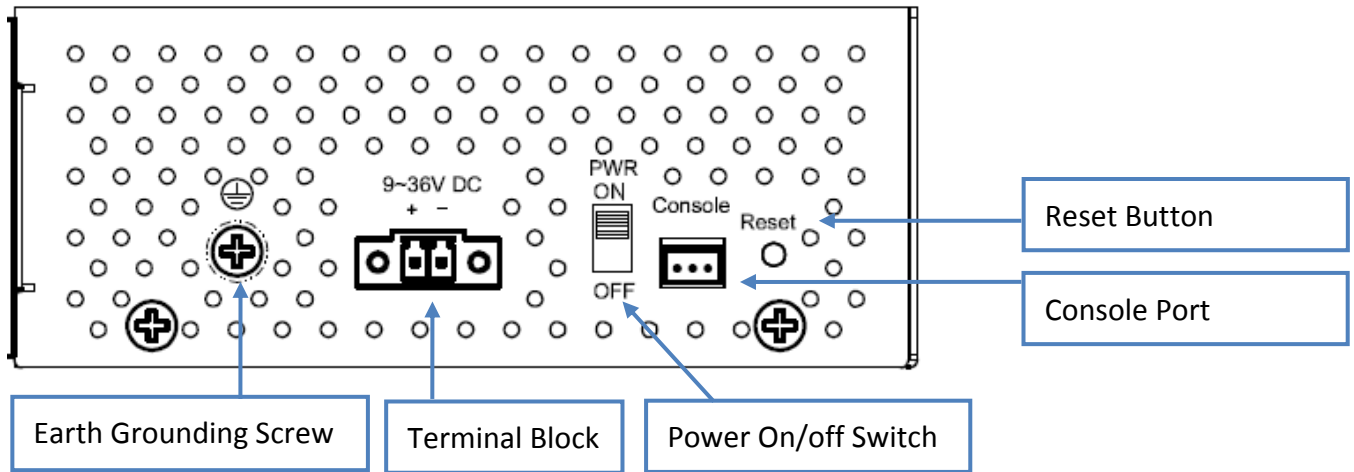 PWR
ON
9~36V DC
+ −
Console
Reset
OFF
Reset Button
Console Port
Earth Grounding Screw
Terminal Block
Power On/off Switch